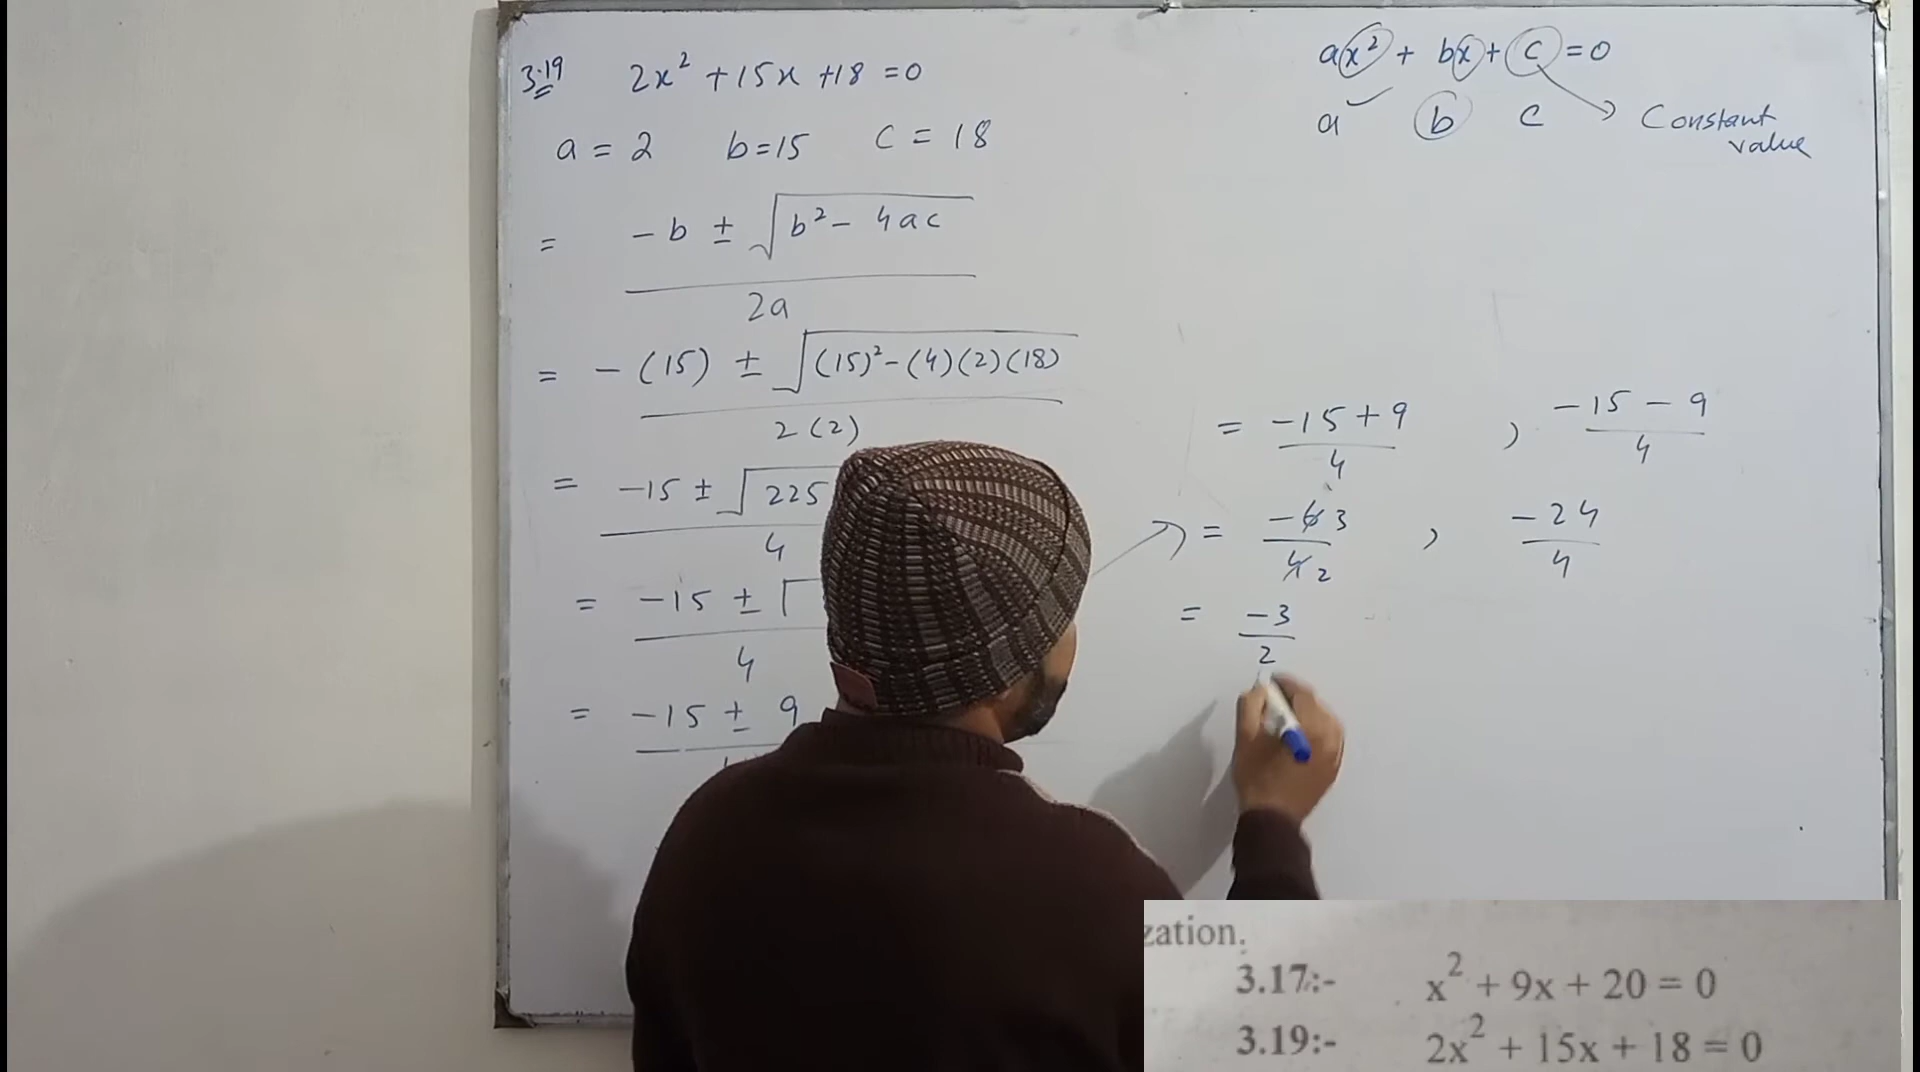 3.19 2x² + 15x + 18 = 0
a = 2 b = 15 c = 18
= -b ± √b² - 4ac
2a
= -(15) ± √(15)² - (4)(2)(18)
2(2)
= -15 ± √225
4
= -15 ± √
4
= -15 ± 9
ax² + bx + c = 0
a b c → Constant
value
= -15 + 9 , -15 - 9
4 4
= -6 3 , -24
4 2 4
= -3
2
zation.
3.17:- x² + 9x + 20 = 0
3.19:- 2x² + 15x + 18 = 0